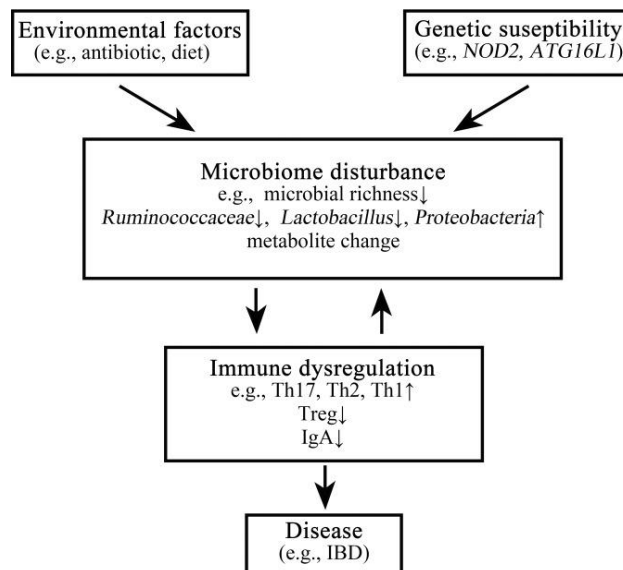 Environmental factors
(e.g., antibiotic, diet)
Genetic suseptibility
(e.g., NOD2, ATG16L1)
Microbiome disturbance
e.g., microbial richness↓
Ruminococcaceae↓, Lactobacillus↓, Proteobacteria↑
metabolite change
Immune dysregulation
e.g., Th17, Th2, Th1↑
Treg↓
IgA↓
Disease
(e.g., IBD)